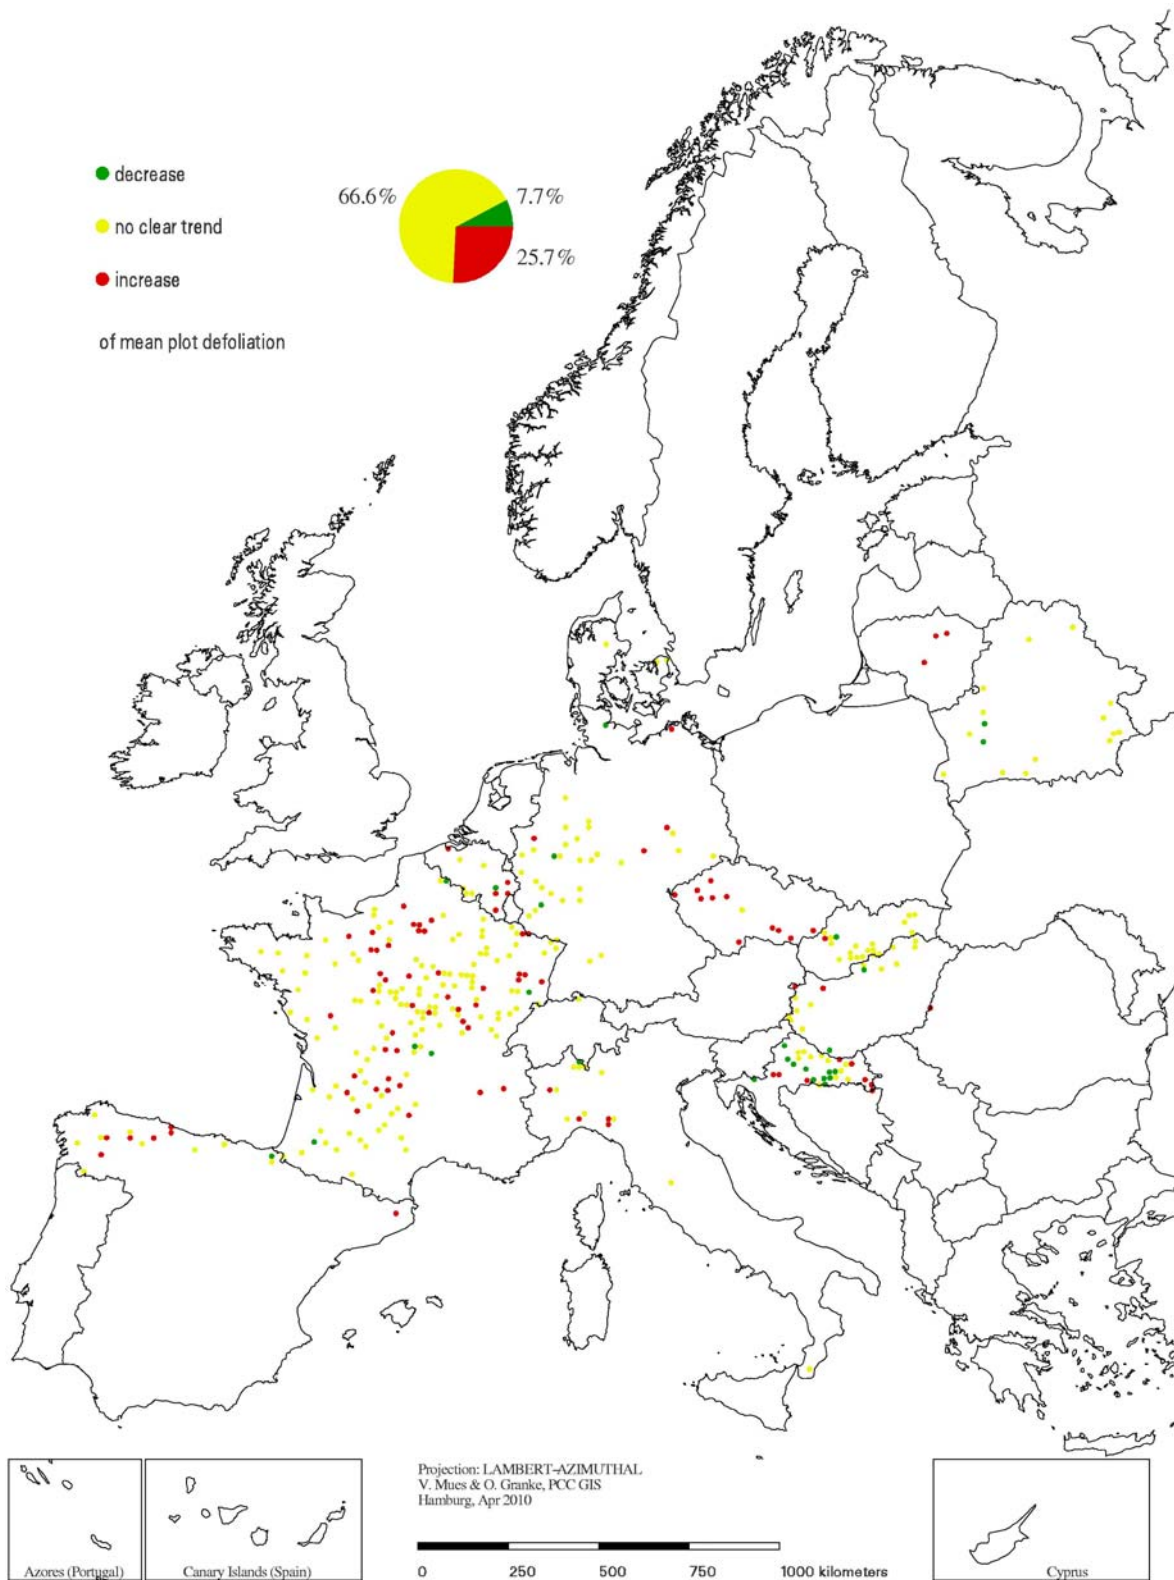 decrease
66.6%
7.7%
no clear trend
25.7%
increase
of mean plot defoliation
Projection: LAMBERT-AZIMUTHAL
V. Mues & O. Granke, PCC GIS
Hamburg, Apr 2010
Azores (Portugal)
Canary Islands (Spain)
0 250 500 750 1000 kilometers
Cyprus